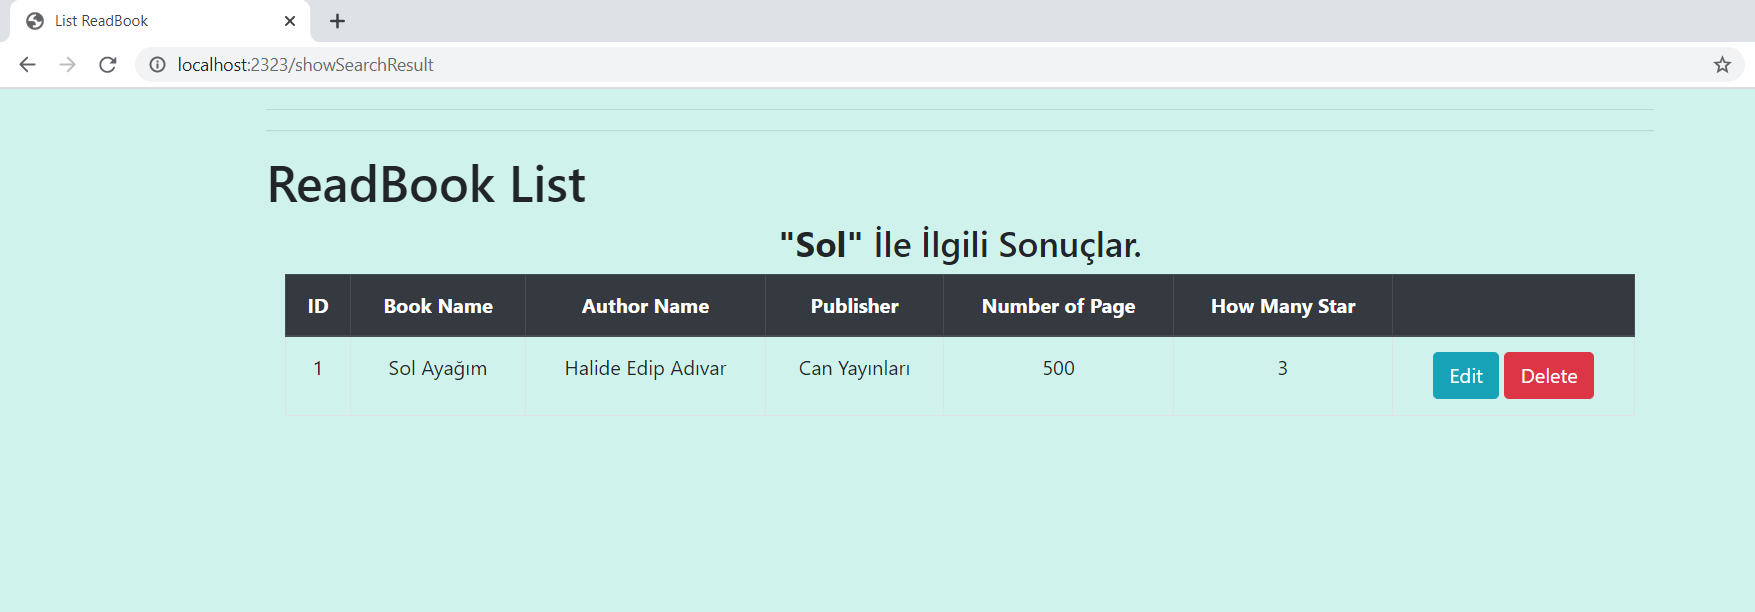 List ReadBook
localhost:2323/showSearchResult
ReadBook List
"Sol" İle İlgili Sonuçlar.
ID Book Name Author Name Publisher Number of Page How Many Star
1 Sol Ayağım Halide Edip Adıvar Can Yayınları 500 3 Edit Delete